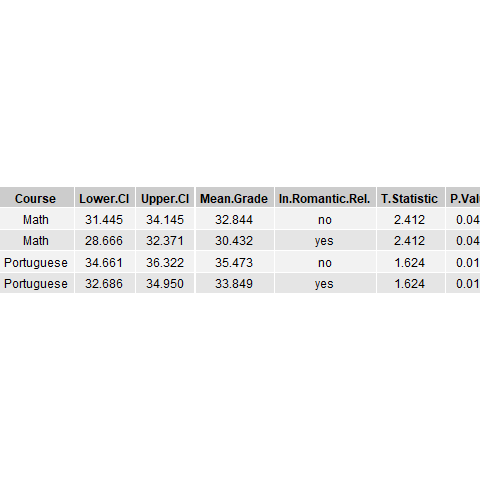 Course Lower.CI Upper.CI Mean.Grade In.Romantic.Rel. T.Statistic
Math 31.445 34.145 32.844 no 2.412 0.04
Math 28.666 32.371 30.432 yes 2.412 0.04
Portuguese 34.661 36.322 35.473 no 1.624 0.01
Portuguese 32.686 34.950 33.849 yes 1.624 0.01